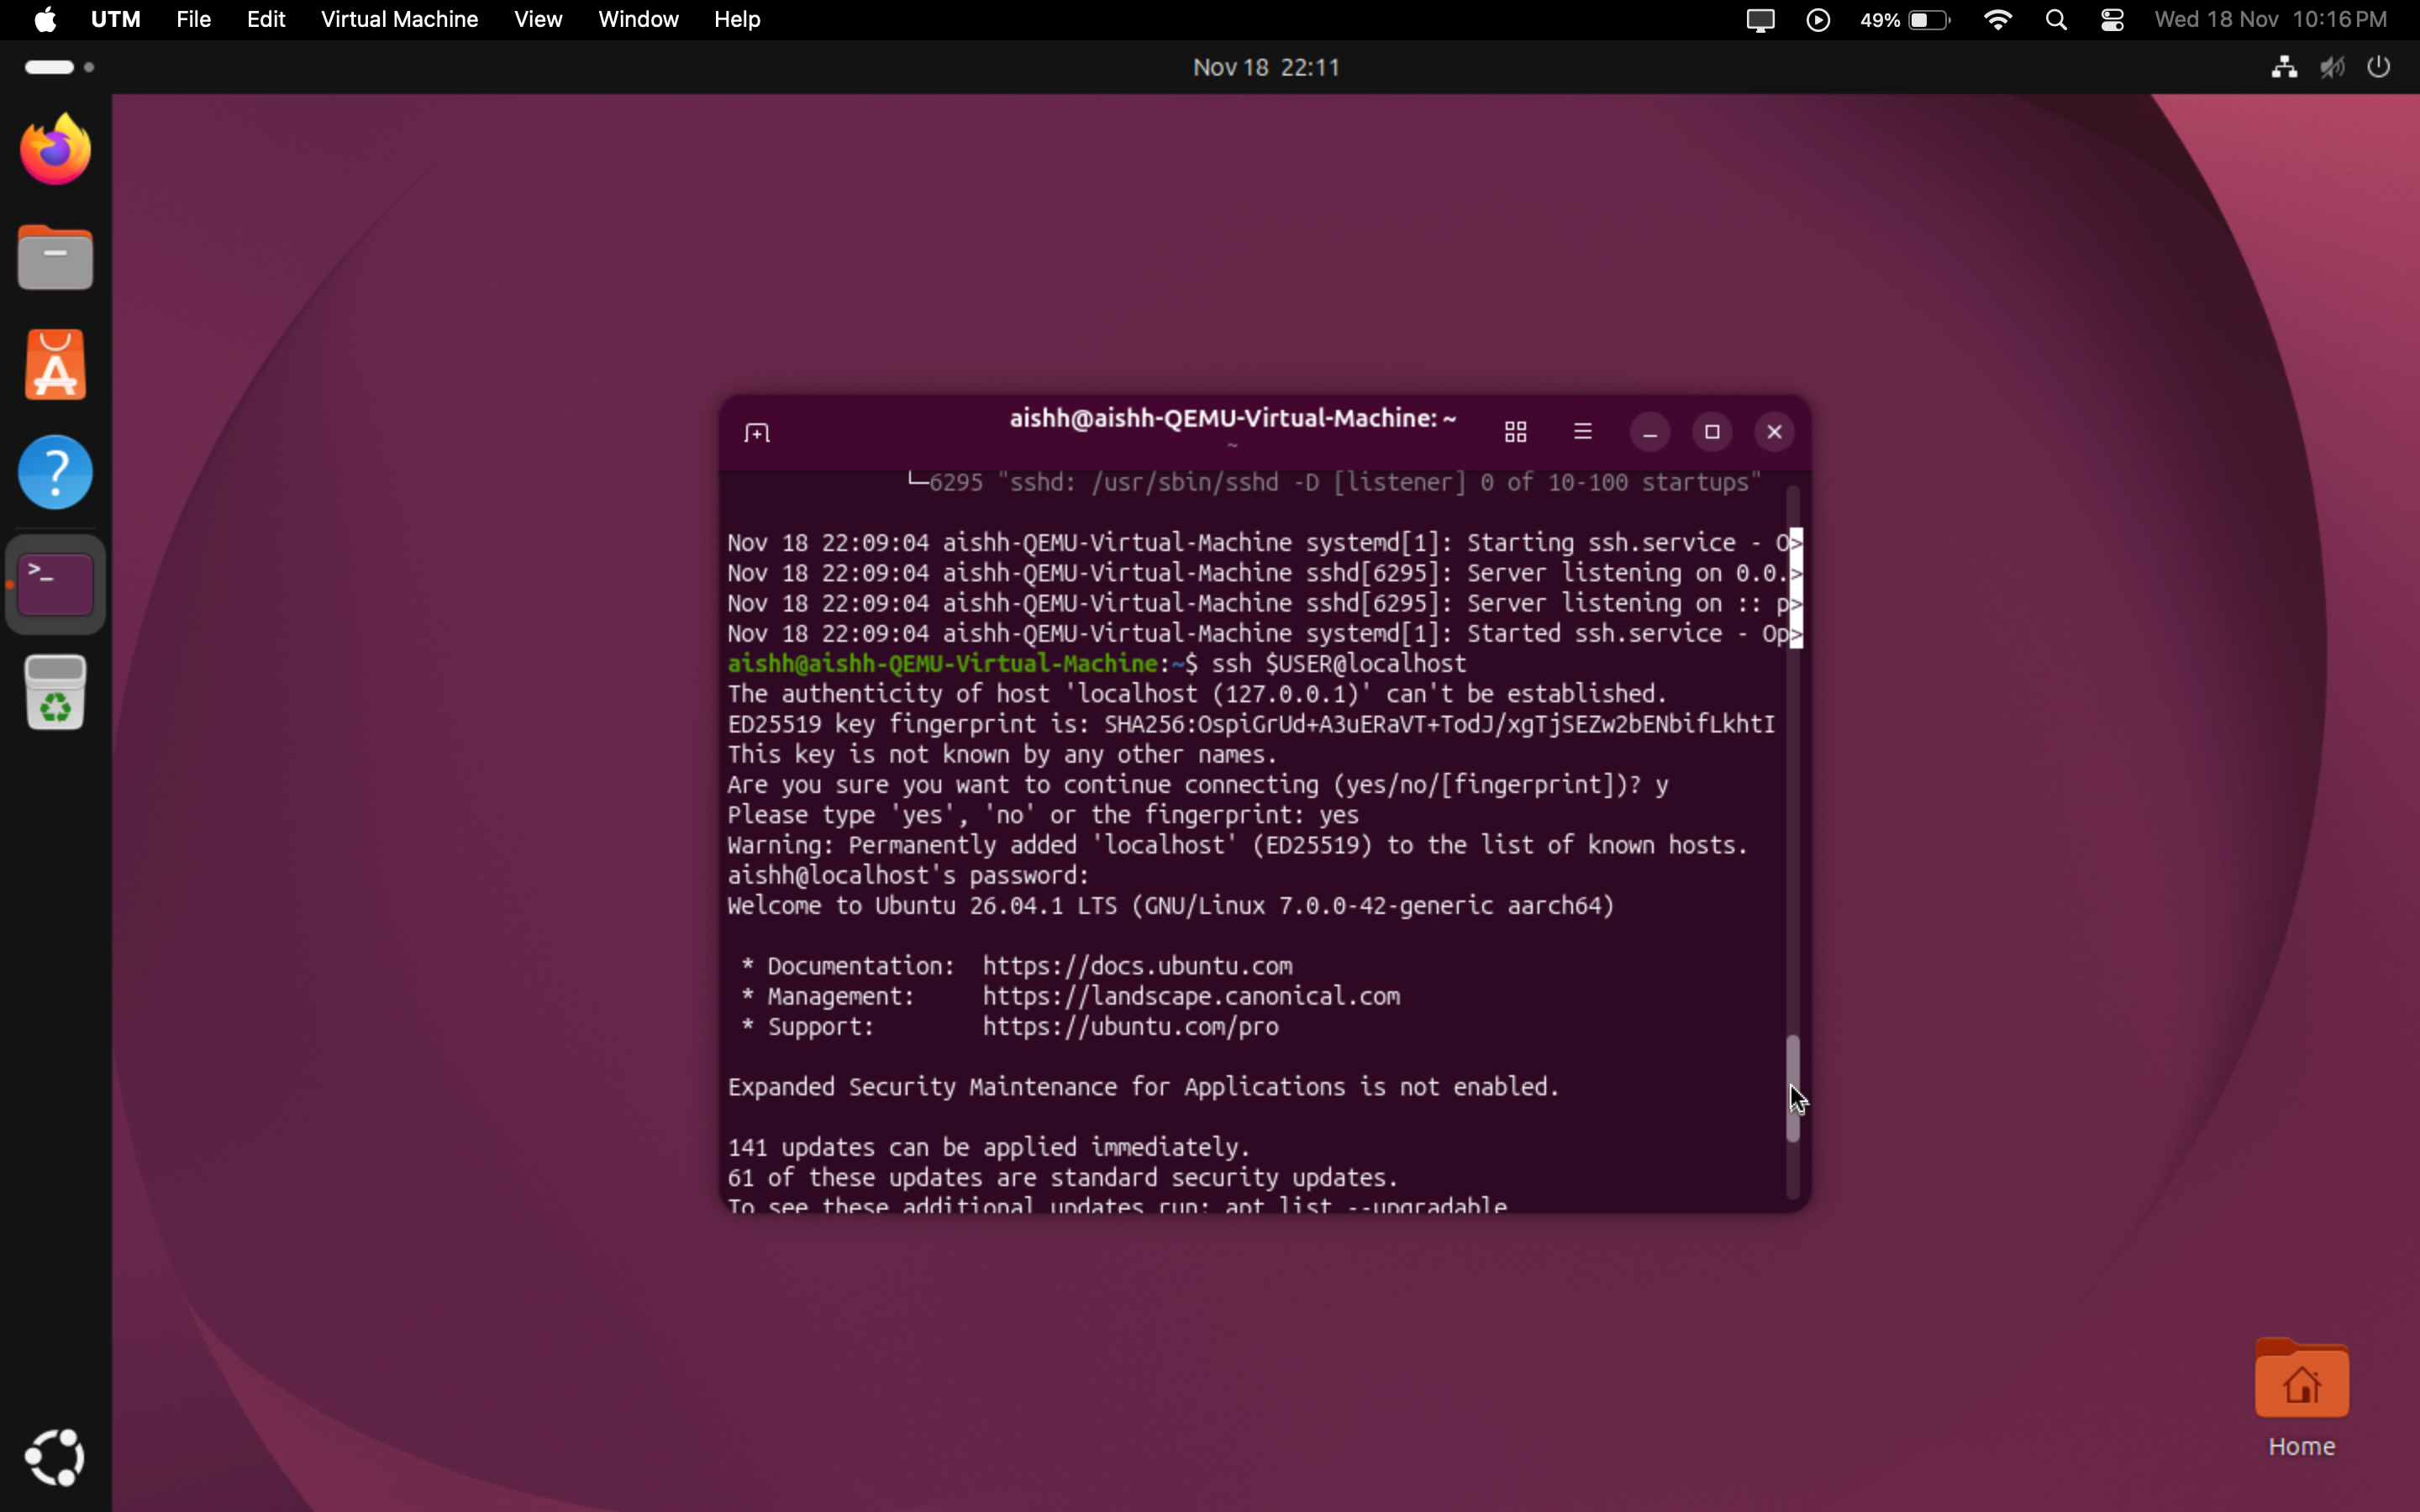 UTM File Edit Virtual Machine View Window Help 49% Wed 18 Nov 10:16 PM
Nov 18 22:11
aishh@aishh-QEMU-Virtual-Machine: ~
~
└─6295 "sshd: /usr/sbin/sshd -D [listener] 0 of 10-100 startups"
Nov 18 22:09:04 aishh-QEMU-Virtual-Machine systemd[1]: Starting ssh.service - O>
Nov 18 22:09:04 aishh-QEMU-Virtual-Machine sshd[6295]: Server listening on 0.0.>
Nov 18 22:09:04 aishh-QEMU-Virtual-Machine sshd[6295]: Server listening on :: p>
Nov 18 22:09:04 aishh-QEMU-Virtual-Machine systemd[1]: Started ssh.service - Op>
aishh@aishh-QEMU-Virtual-Machine:~$ ssh $USER@localhost
The authenticity of host 'localhost (127.0.0.1)' can't be established.
ED25519 key fingerprint is: SHA256:OspiGrUd+A3uERaVT+TodJ/xgTjSEZw2bENbifLkhtI
This key is not known by any other names.
Are you sure you want to continue connecting (yes/no/[fingerprint])? y
Please type 'yes', 'no' or the fingerprint: yes
Warning: Permanently added 'localhost' (ED25519) to the list of known hosts.
aishh@localhost's password:
Welcome to Ubuntu 26.04.1 LTS (GNU/Linux 7.0.0-42-generic aarch64)
* Documentation: https://docs.ubuntu.com
* Management: https://landscape.canonical.com
* Support: https://ubuntu.com/pro
Expanded Security Maintenance for Applications is not enabled.
141 updates can be applied immediately.
61 of these updates are standard security updates.
To see these additional updates run: apt list --upgradable
Home